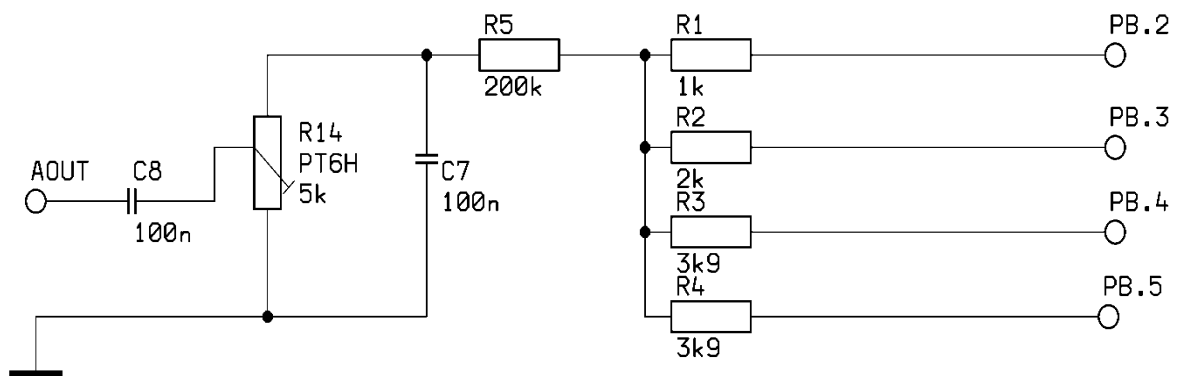 R5
200k
R1
1k
PB.2
R2
2k
PB.3
R3
3k9
PB.4
R4
3k9
PB.5
AOUT
C8
100n
R14
PT6H
5k
C7
100n